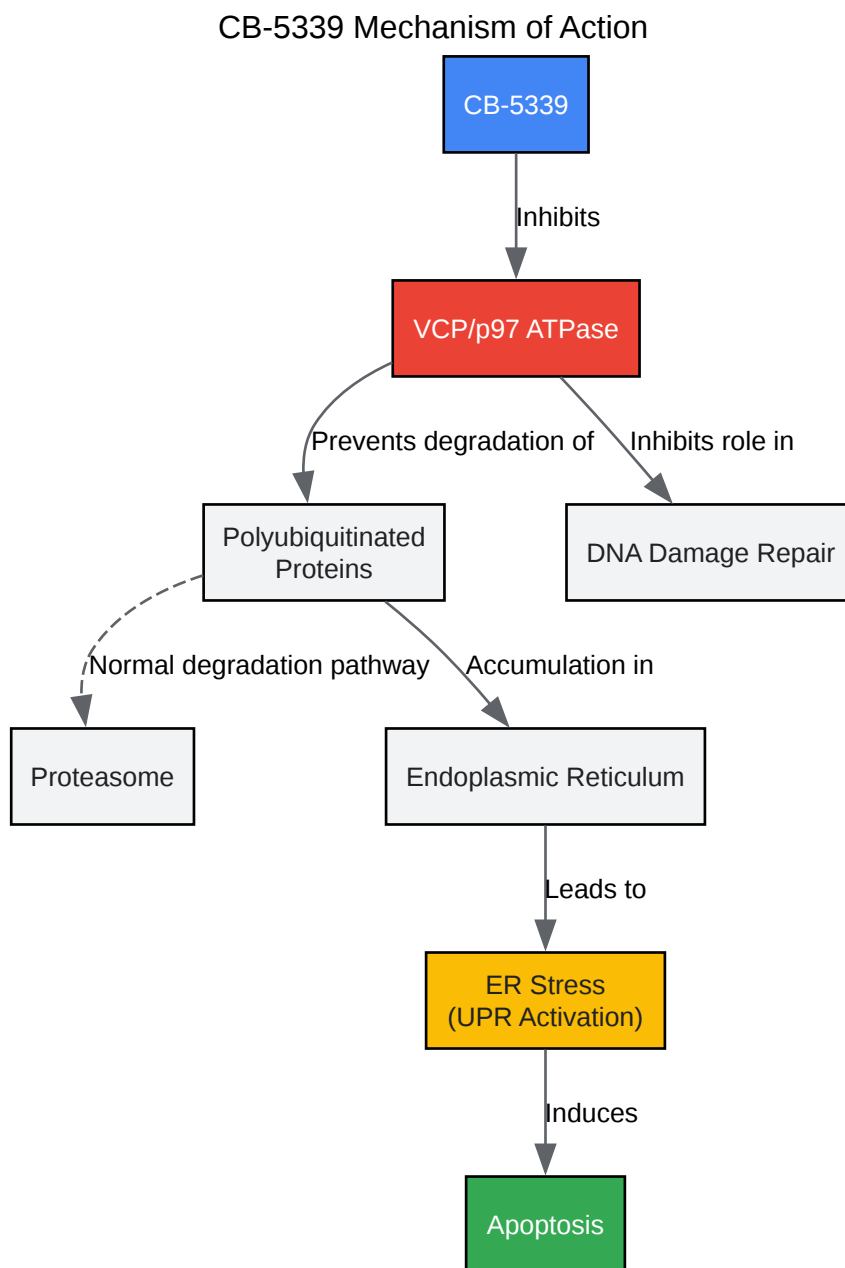 CB-5339 Mechanism of Action
CB-5339
Inhibits
VCP/p97 ATPase
Prevents degradation of
Inhibits role in
Polyubiquitinated
Proteins
DNA Damage Repair
Normal degradation pathway
Accumulation in
Proteasome
Endoplasmic Reticulum
Leads to
ER Stress
(UPR Activation)
Induces
Apoptosis